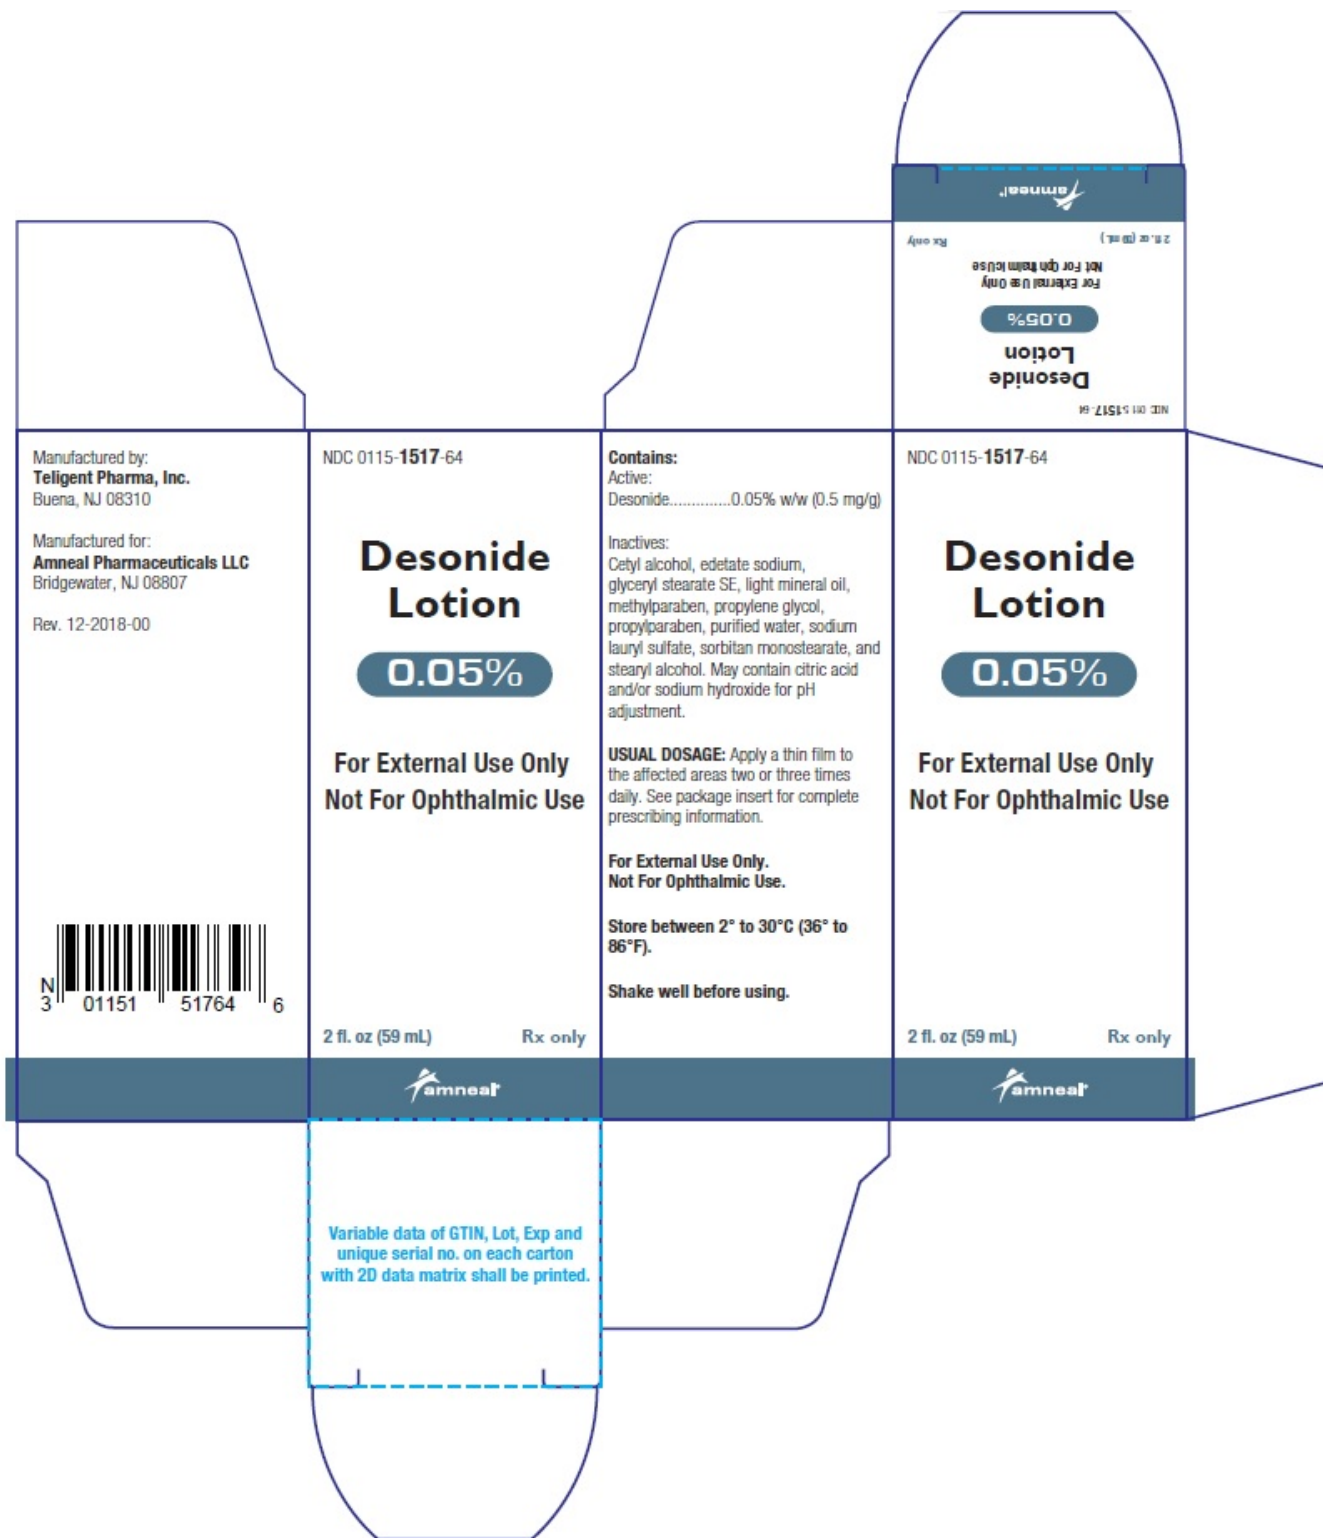 amneal
2 fl. oz (59 mL) Rx only
For External Use Only
Not For Ophthalmic Use
0.05%
Desonide
Lotion
NDC 0115-1517-64
Manufactured by:
Teligent Pharma, Inc.
Buena, NJ 08310
Manufactured for:
Amneal Pharmaceuticals LLC
Bridgewater, NJ 08807
Rev. 12-2018-00
N
3 01151 51764 6
NDC 0115-1517-64
Desonide
Lotion
0.05%
For External Use Only
Not For Ophthalmic Use
2 fl. oz (59 mL) Rx only
amneal
Contains:
Active:
Desonide..............0.05% w/w (0.5 mg/g)
Inactives:
Cetyl alcohol, edetate sodium,
glyceryl stearate SE, light mineral oil,
methylparaben, propylene glycol,
propylparaben, purified water, sodium
lauryl sulfate, sorbitan monostearate, and
stearyl alcohol. May contain citric acid
and/or sodium hydroxide for pH
adjustment.
USUAL DOSAGE: Apply a thin film to
the affected areas two or three times
daily. See package insert for complete
prescribing information.
For External Use Only.
Not For Ophthalmic Use.
Store between 2° to 30°C (36° to
86°F).
Shake well before using.
NDC 0115-1517-64
Desonide
Lotion
0.05%
For External Use Only
Not For Ophthalmic Use
2 fl. oz (59 mL) Rx only
amneal
Variable data of GTIN, Lot, Exp and
unique serial no. on each carton
with 2D data matrix shall be printed.